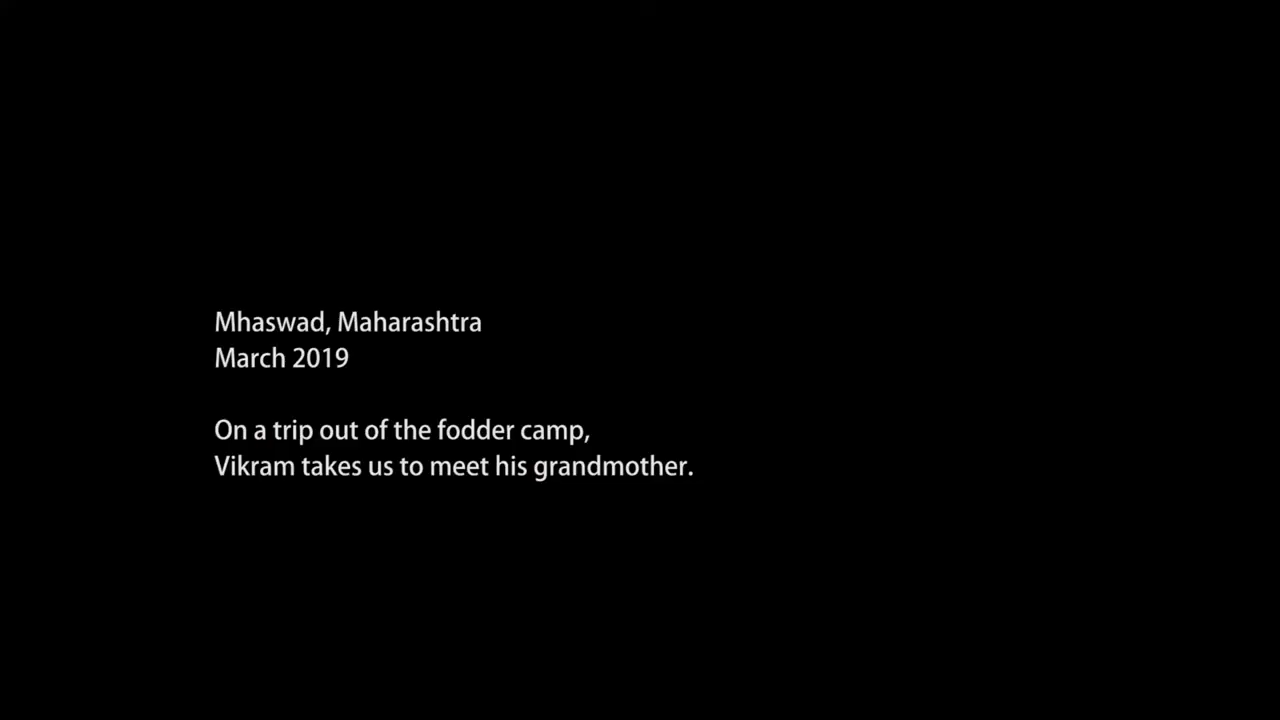 Mhaswad, Maharashtra
March 2019
On a trip out of the fodder camp,
Vikram takes us to meet his grandmother.